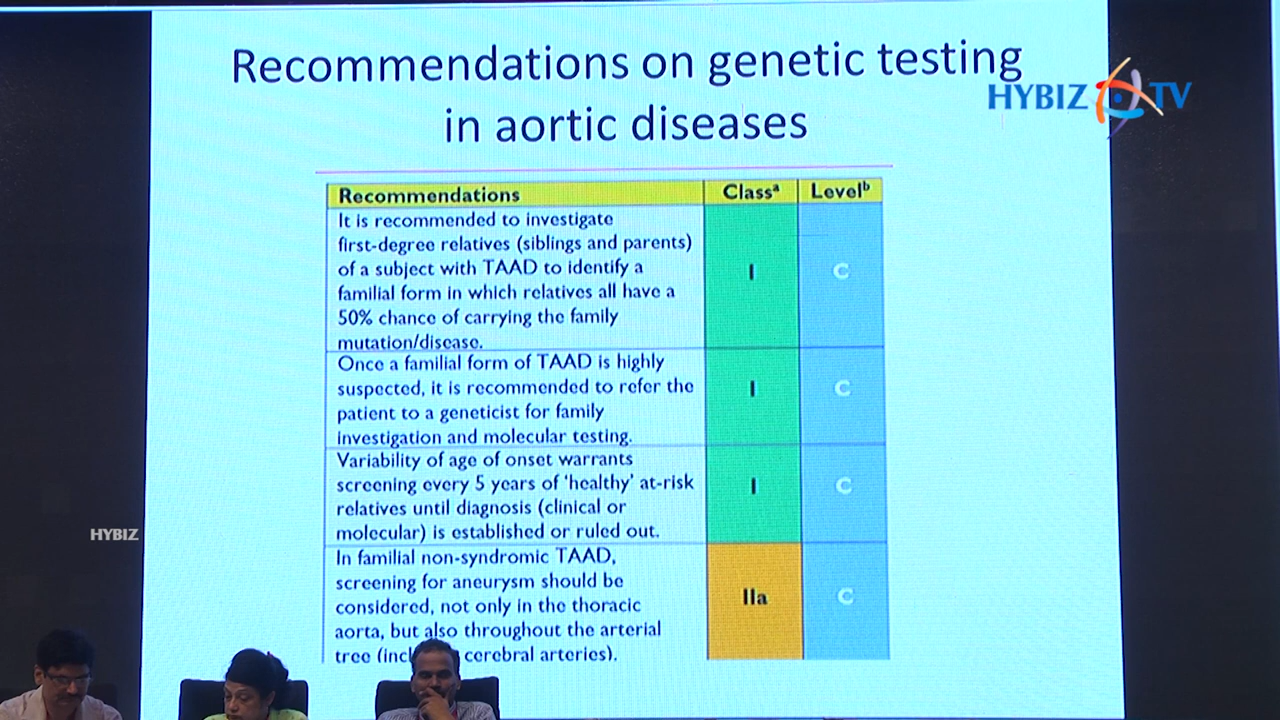 Recommendations on genetic testing
in aortic diseases
HYBIZ TV
Recommendations Classᵃ Levelᵇ
It is recommended to investigate
first-degree relatives (siblings and parents)
of a subject with TAAD to identify a
familial form in which relatives all have a
50% chance of carrying the family
mutation/disease.
I C
Once a familial form of TAAD is highly
suspected, it is recommended to refer the
patient to a geneticist for family
investigation and molecular testing.
I C
Variability of age of onset warrants
screening every 5 years of ‘healthy’ at-risk
relatives until diagnosis (clinical or
molecular) is established or ruled out.
I C
In familial non-syndromic TAAD,
screening for aneurysm should be
considered, not only in the thoracic
aorta, but also throughout the arterial
tree cerebral arteries).
IIa C
HYBIZ